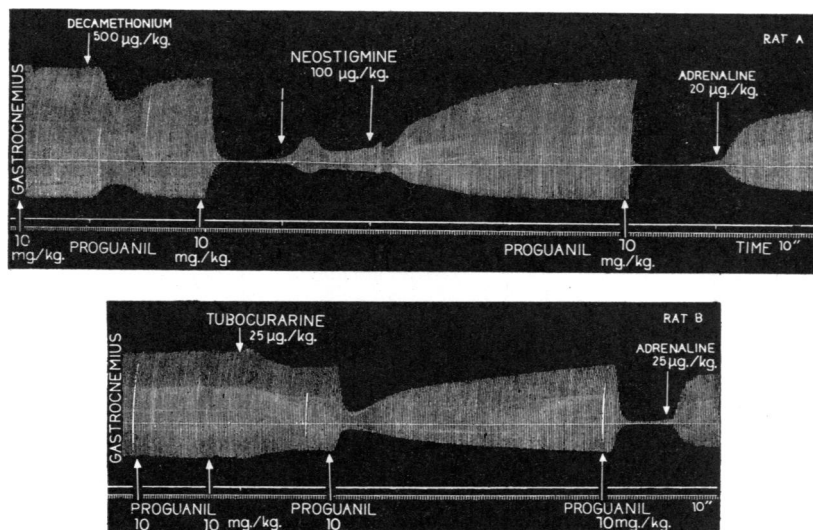 DECAMETHONIUM
500 µg./kg.
RAT A
NEOSTIGMINE
100 µg./kg.
ADRENALINE
20 µg./kg.
GASTROCNEMIUS
10 PROGUANIL 10 PROGUANIL 10 TIME 10"
mg/kg. mg./kg. mg./kg.
TUBOCURARINE
25 µg./kg.
RAT B
ADRENALINE
25 µg./kg.
GASTROCNEMIUS
PROGUANIL PROGUANIL PROGUANIL 10"
10 10 mg./kg. 10 10mg./kg.